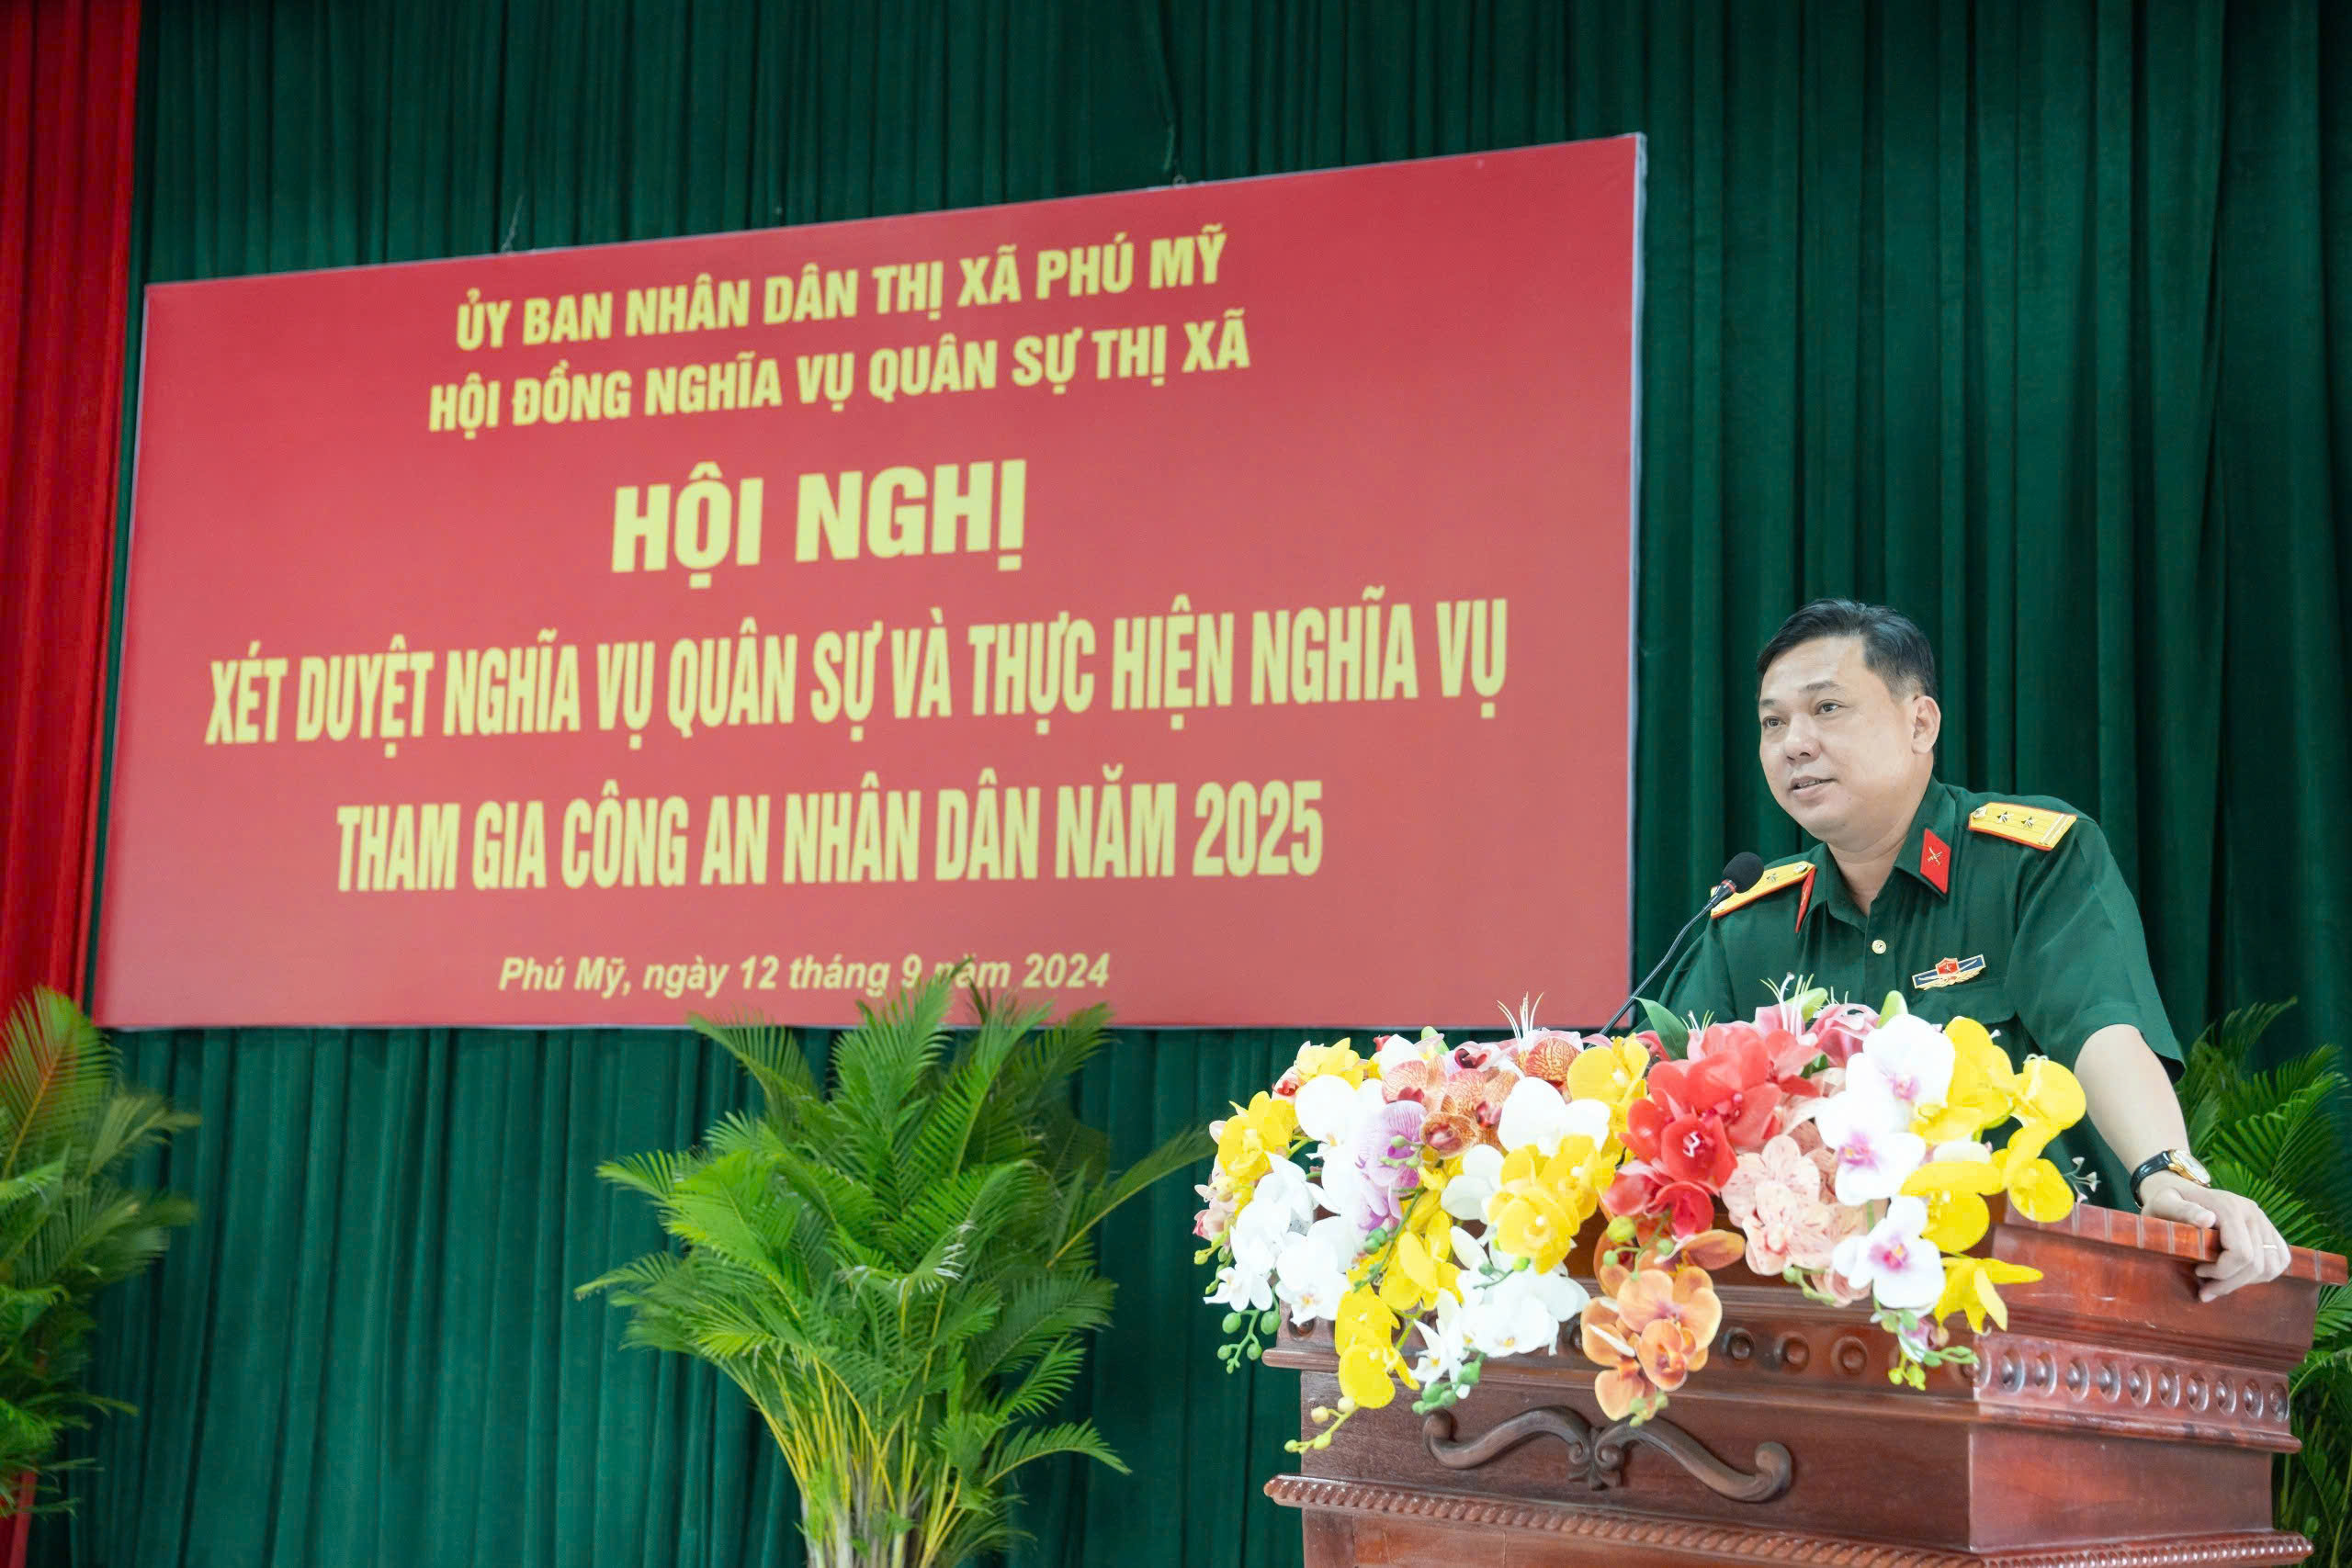 ỦY BAN NHÂN DÂN THỊ XÃ PHÚ MỸ
HỘI ĐỒNG NGHĨA VỤ QUÂN SỰ THỊ XÃ
HỘI NGHỊ
XÉT DUYỆT NGHĨA VỤ QUÂN SỰ VÀ THỰC HIỆN NGHĨA VỤ
THAM GIA CÔNG AN NHÂN DÂN NĂM 2025
Phú Mỹ, ngày 12 tháng 9 năm 2024